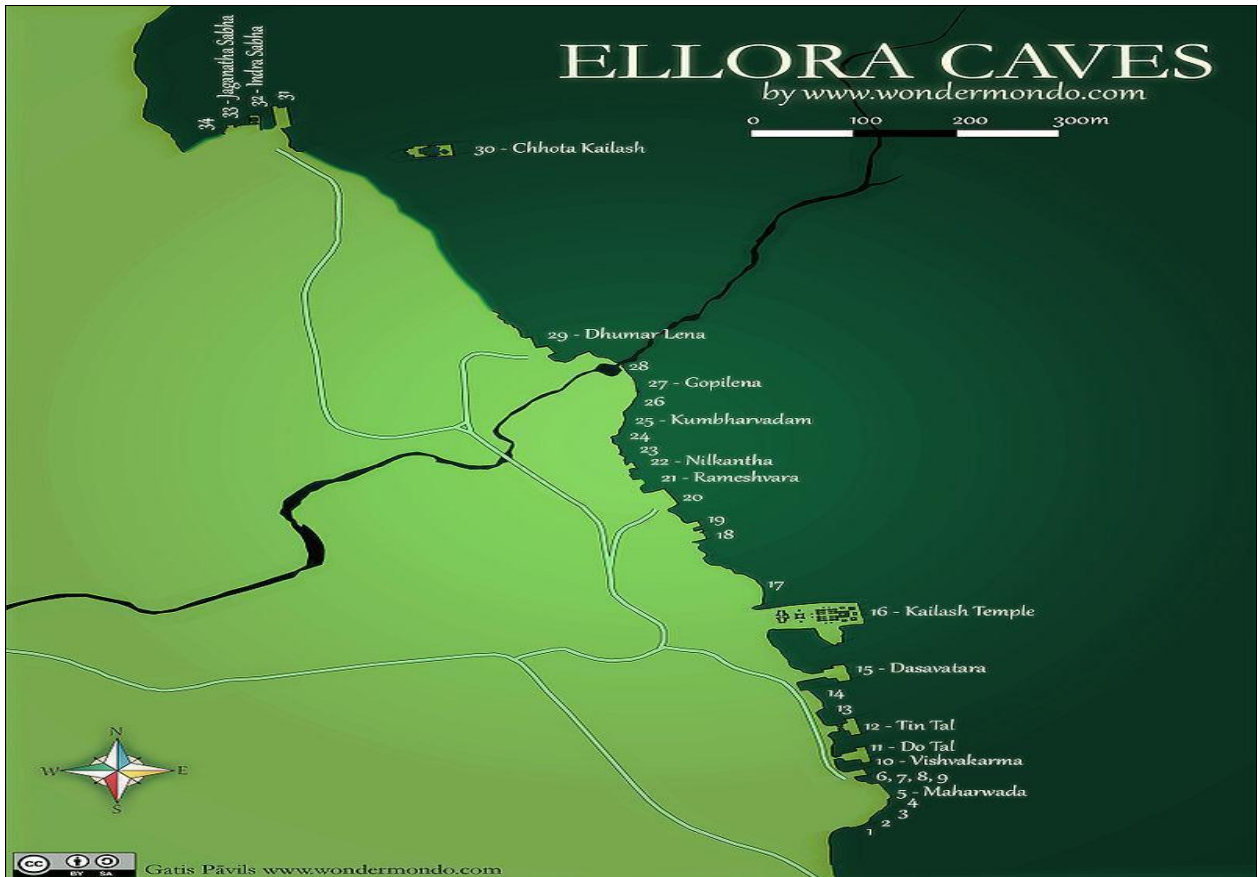 ELLORA CAVES
by www.wondermondo.com
0 100 200 300m
34
33 - Jaganatha Sabha
32 - Indra Sabha
31
30 - Chhota Kailash
29 - Dhumar Lena
28
27 - Gopilena
26
25 - Kumbharvadam
24
23
22 - Nilkantha
21 - Rameshvara
20
19
18
17
16 - Kailash Temple
15 - Dasavatara
14
13
12 - Tin Tal
11 - Do Tal
10 - Vishvakarma
6, 7, 8, 9
5 - Maharwada
4
3
2
1
N
W E
S
cc BY SA
Gatis Pāvils www.wondermondo.com